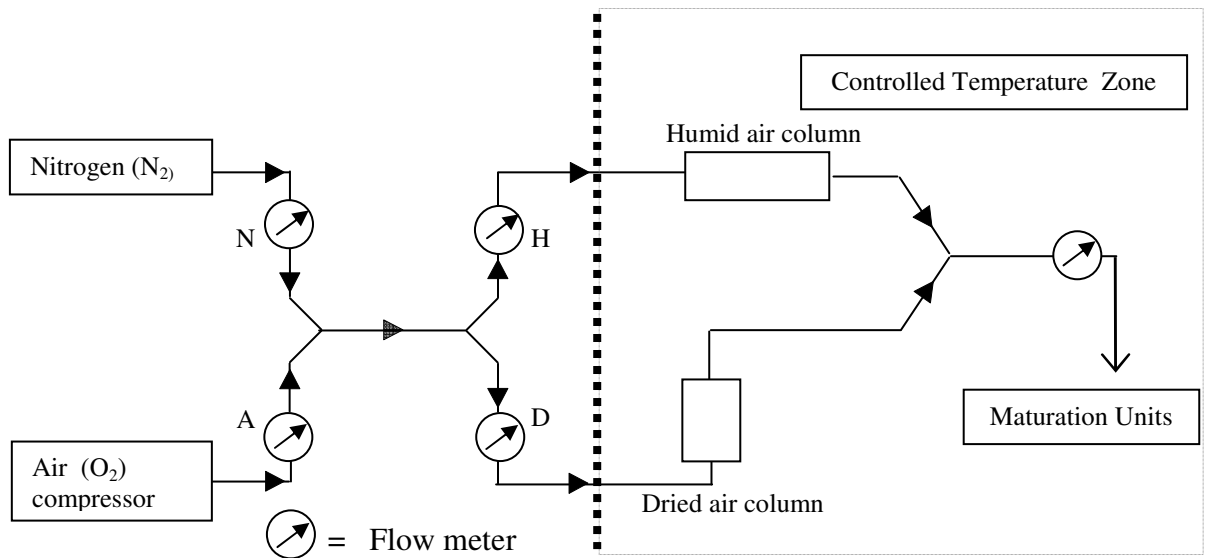 Controlled Temperature Zone
Humid air column
Nitrogen (N2)
N
H
A
D
Air (O2)
compressor
Maturation Units
Dried air column
= Flow meter